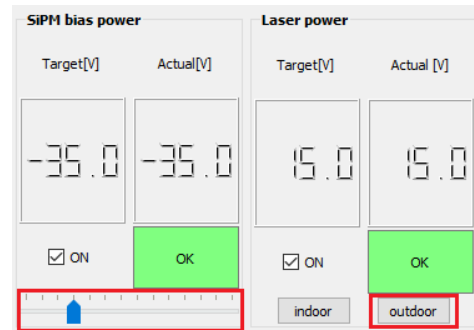 SiPM bias power
Target[V] Actual[V]
-35.0 -35.0
ON OK
Laser power
Target[V] Actual [V]
15.0 15.0
ON OK
indoor outdoor